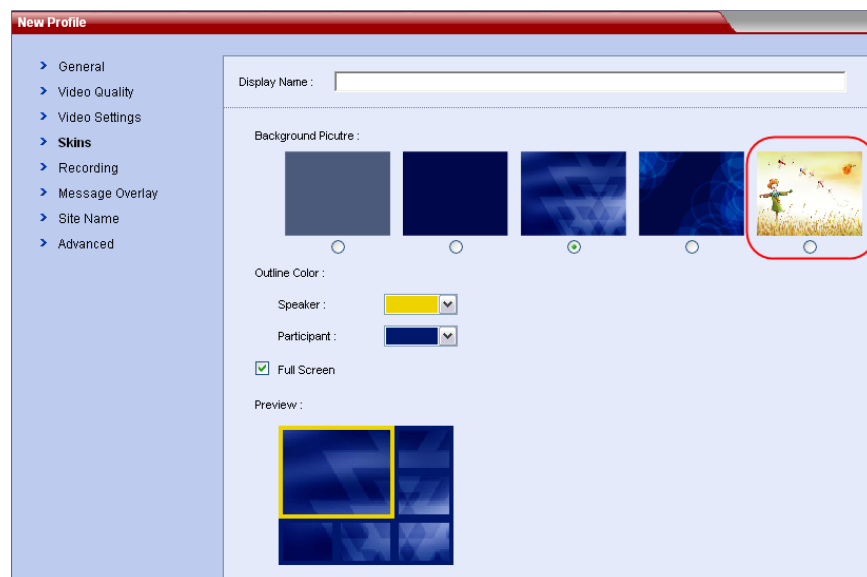 New Profile
General
Video Quality
Video Settings
Skins
Recording
Message Overlay
Site Name
Advanced
Display Name :
Background Picutre :
Outline Color :
Speaker :
Participant :
Full Screen
Preview :